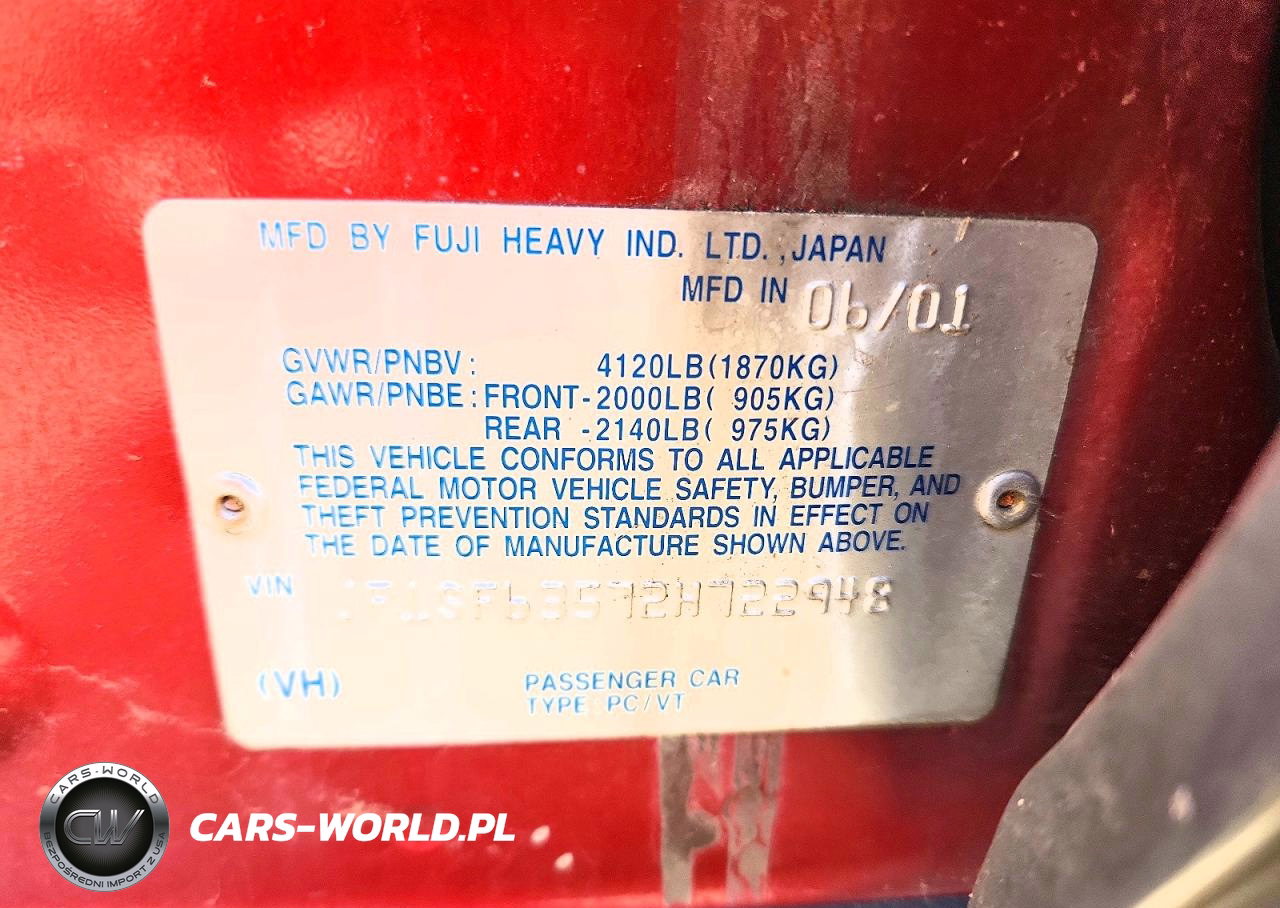 MFD BY FUJI HEAVY IND. LTD., JAPAN
MFD IN 06/01
GVWR/PNBV: 4120LB(1870KG)
GAWR/PNBE: FRONT-2000LB( 905KG)
REAR -2140LB( 975KG)
THIS VEHICLE CONFORMS TO ALL APPLICABLE
FEDERAL MOTOR VEHICLE SAFETY, BUMPER, AND
THEFT PREVENTION STANDARDS IN EFFECT ON
THE DATE OF MANUFACTURE SHOWN ABOVE.
VIN
(VH) PASSENGER CAR
TYPE:PC/VT
CARS-WORLD
CW
BEZPOŚREDNI IMPORT Z USA
CARS-WORLD.PL